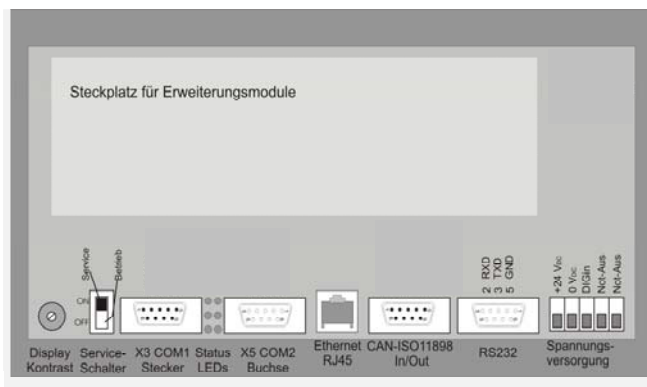 Steckplatz für Erweiterungsmodule
Service
Betrieb
ON
OFF
2 RXD
3 TXD
5 GND
+24 VDC
0 VDC
DIGin
Not-Aus
Not-Aus
Display Kontrast
Service-Schalter
X3 COM1 Stecker
Status LEDs
X5 COM2 Buchse
Ethernet RJ45
CAN-ISO11898 In/Out
RS232
Spannungs-
versorgung